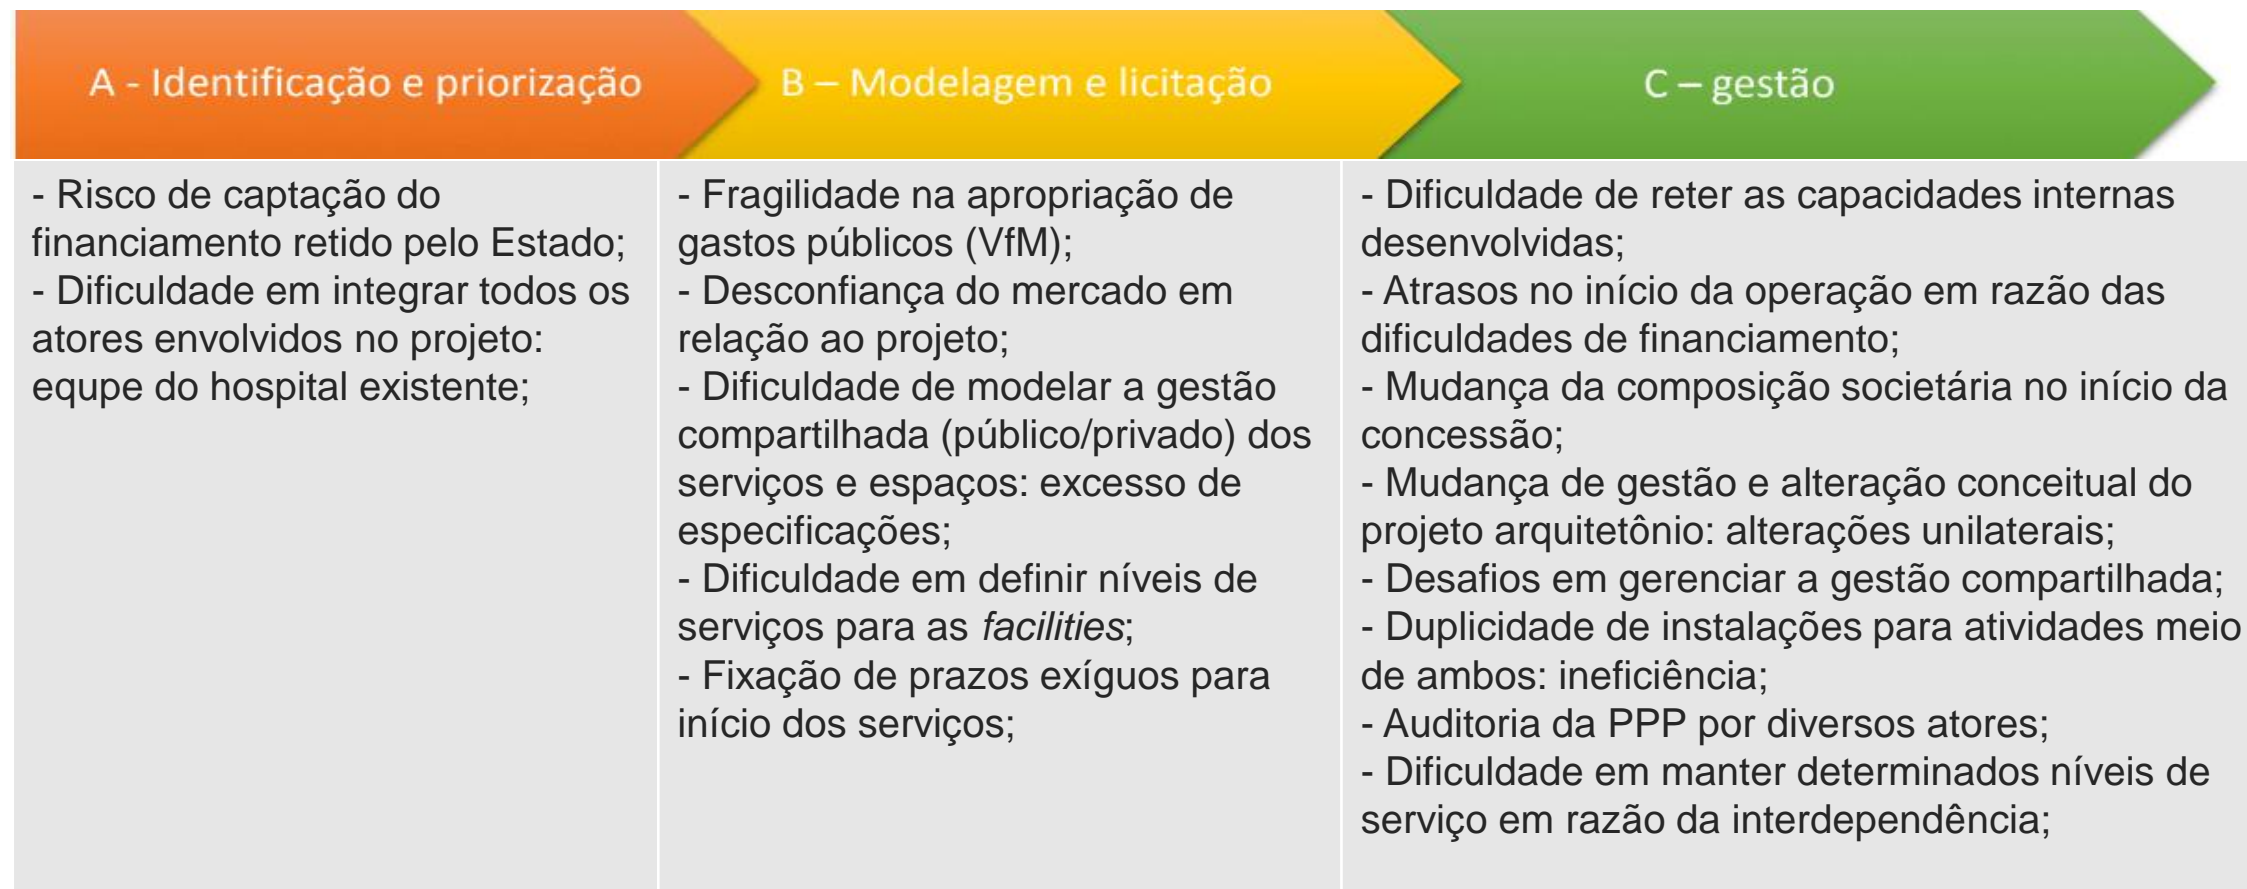 A - Identificação e priorização
B – Modelagem e licitação
C – gestão
- Risco de captação do
financiamento retido pelo Estado;
- Dificuldade em integrar todos os
atores envolvidos no projeto:
equpe do hospital existente;
- Fragilidade na apropriação de
gastos públicos (VfM);
- Desconfiança do mercado em
relação ao projeto;
- Dificuldade de modelar a gestão
compartilhada (público/privado) dos
serviços e espaços: excesso de
especificações;
- Dificuldade em definir níveis de
serviços para as facilities;
- Fixação de prazos exíguos para
início dos serviços;
- Dificuldade de reter as capacidades internas
desenvolvidas;
- Atrasos no início da operação em razão das
dificuldades de financiamento;
- Mudança da composição societária no início da
concessão;
- Mudança de gestão e alteração conceitual do
projeto arquitetônio: alterações unilaterais;
- Desafios em gerenciar a gestão compartilhada;
- Duplicidade de instalações para atividades meio
de ambos: ineficiência;
- Auditoria da PPP por diversos atores;
- Dificuldade em manter determinados níveis de
serviço em razão da interdependência;